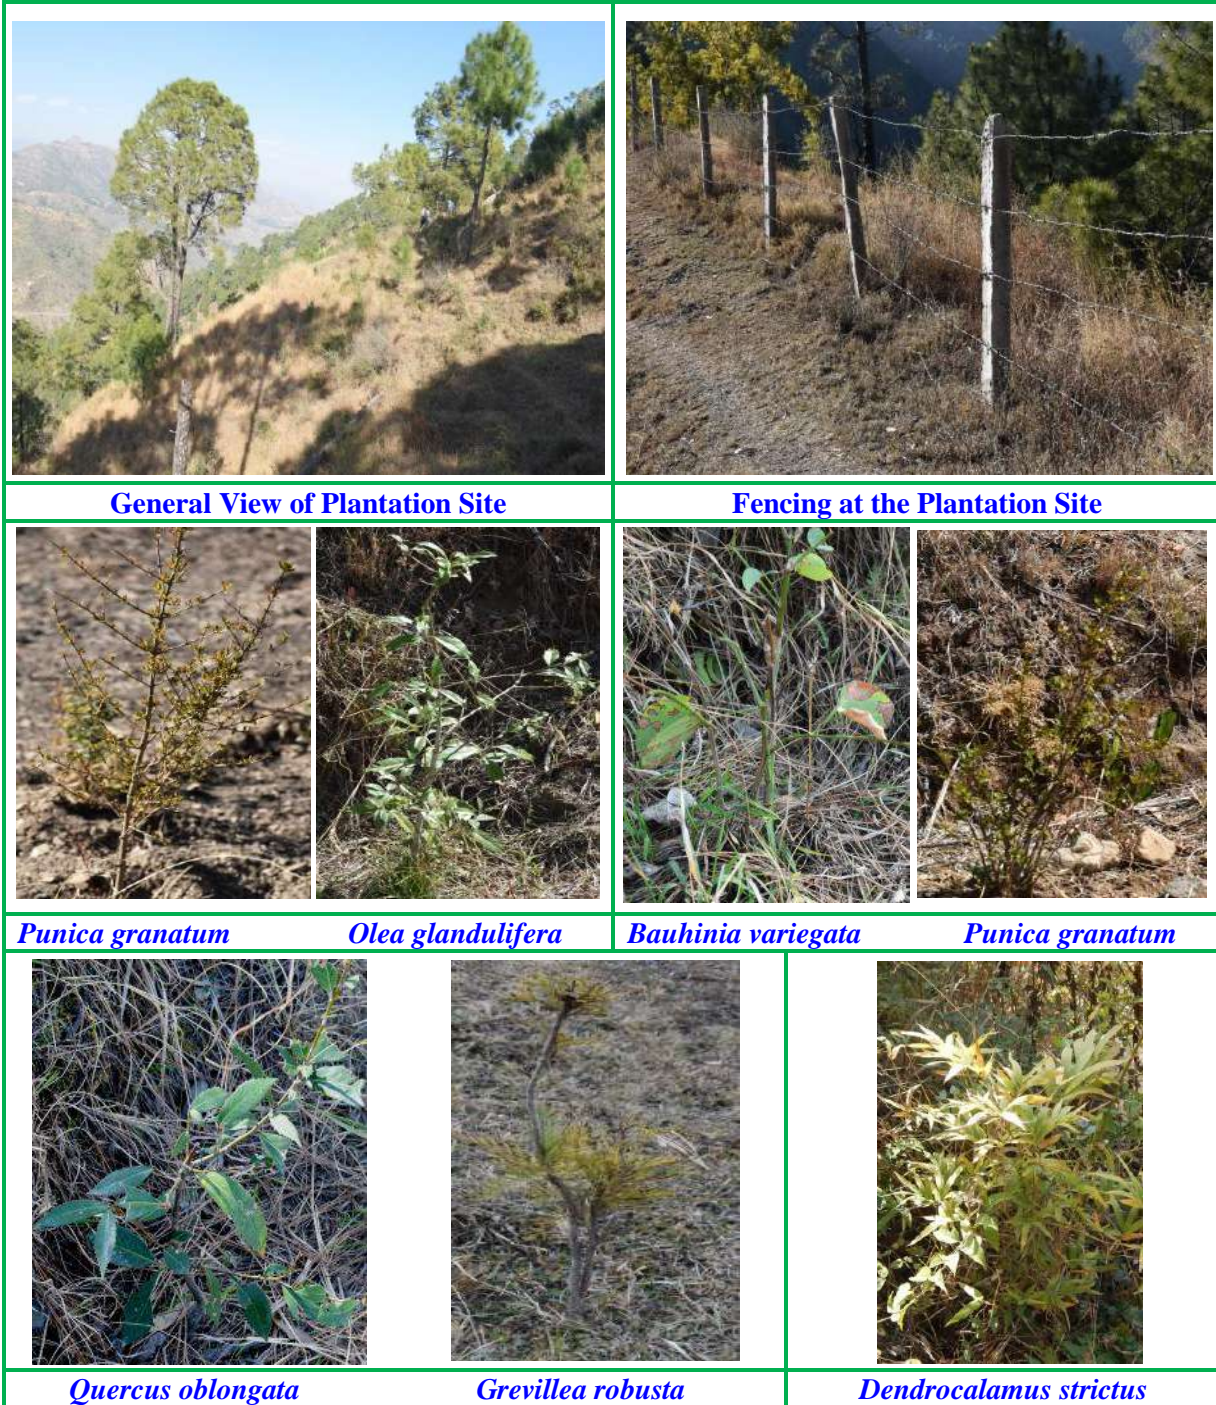 General View of Plantation Site
Fencing at the Plantation Site
Punica granatum
Olea glandulifera
Bauhinia variegata
Punica granatum
Quercus oblongata
Grevillea robusta
Dendrocalamus strictus